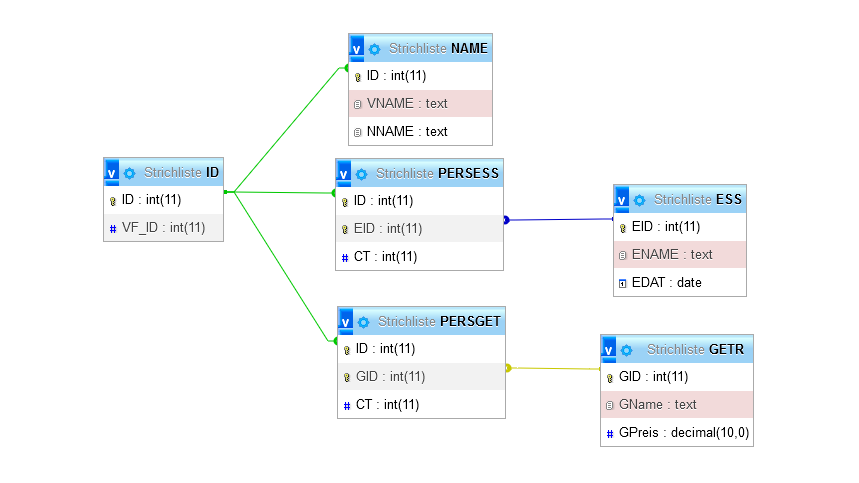 Strichliste NAME
ID : int(11)
VNAME : text
NNAME : text
Strichliste ID
ID : int(11)
VF_ID : int(11)
Strichliste PERSESS
ID : int(11)
EID : int(11)
CT : int(11)
Strichliste ESS
EID : int(11)
ENAME : text
EDAT : date
Strichliste PERSGET
ID : int(11)
GID : int(11)
CT : int(11)
Strichliste GETR
GID : int(11)
GName : text
GPreis : decimal(10,0)